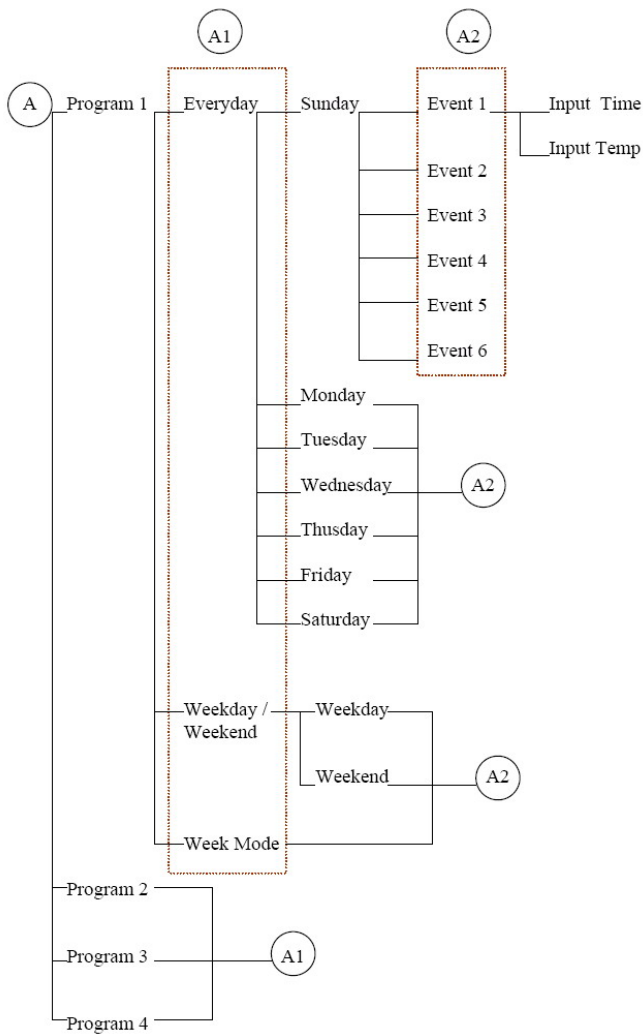 A1
A2
A
Program 1
Everyday
Sunday
Event 1
Input Time
Input Temp
Event 2
Event 3
Event 4
Event 5
Event 6
Monday
Tuesday
Wednesday
A2
Thusday
Friday
Saturday
Weekday /
Weekend
Weekday
Weekend
A2
Week Mode
Program 2
Program 3
A1
Program 4